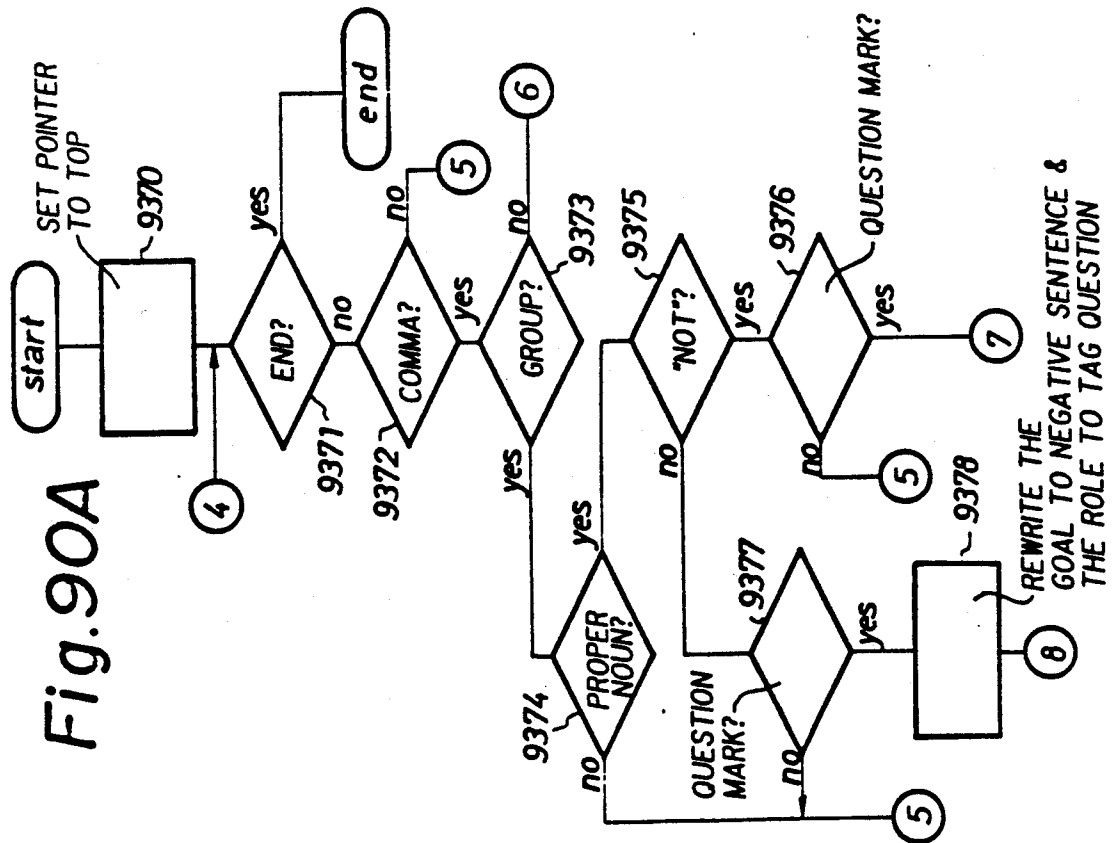 Fig.90A
start
SET POINTER
TO TOP
9370
4
END?
yes
no
9371
end
COMMA?
no
yes
9372
5
GROUP?
no
yes
9373
6
PROPER
NOUN?
yes
no
9374
"NOT"?
no
yes
9375
9376
QUESTION MARK?
no
yes
5
7
9377
QUESTION
MARK?
no
yes
5
9378
REWRITE THE
GOAL TO NEGATIVE SENTENCE &
THE ROLE TO TAG QUESTION
8